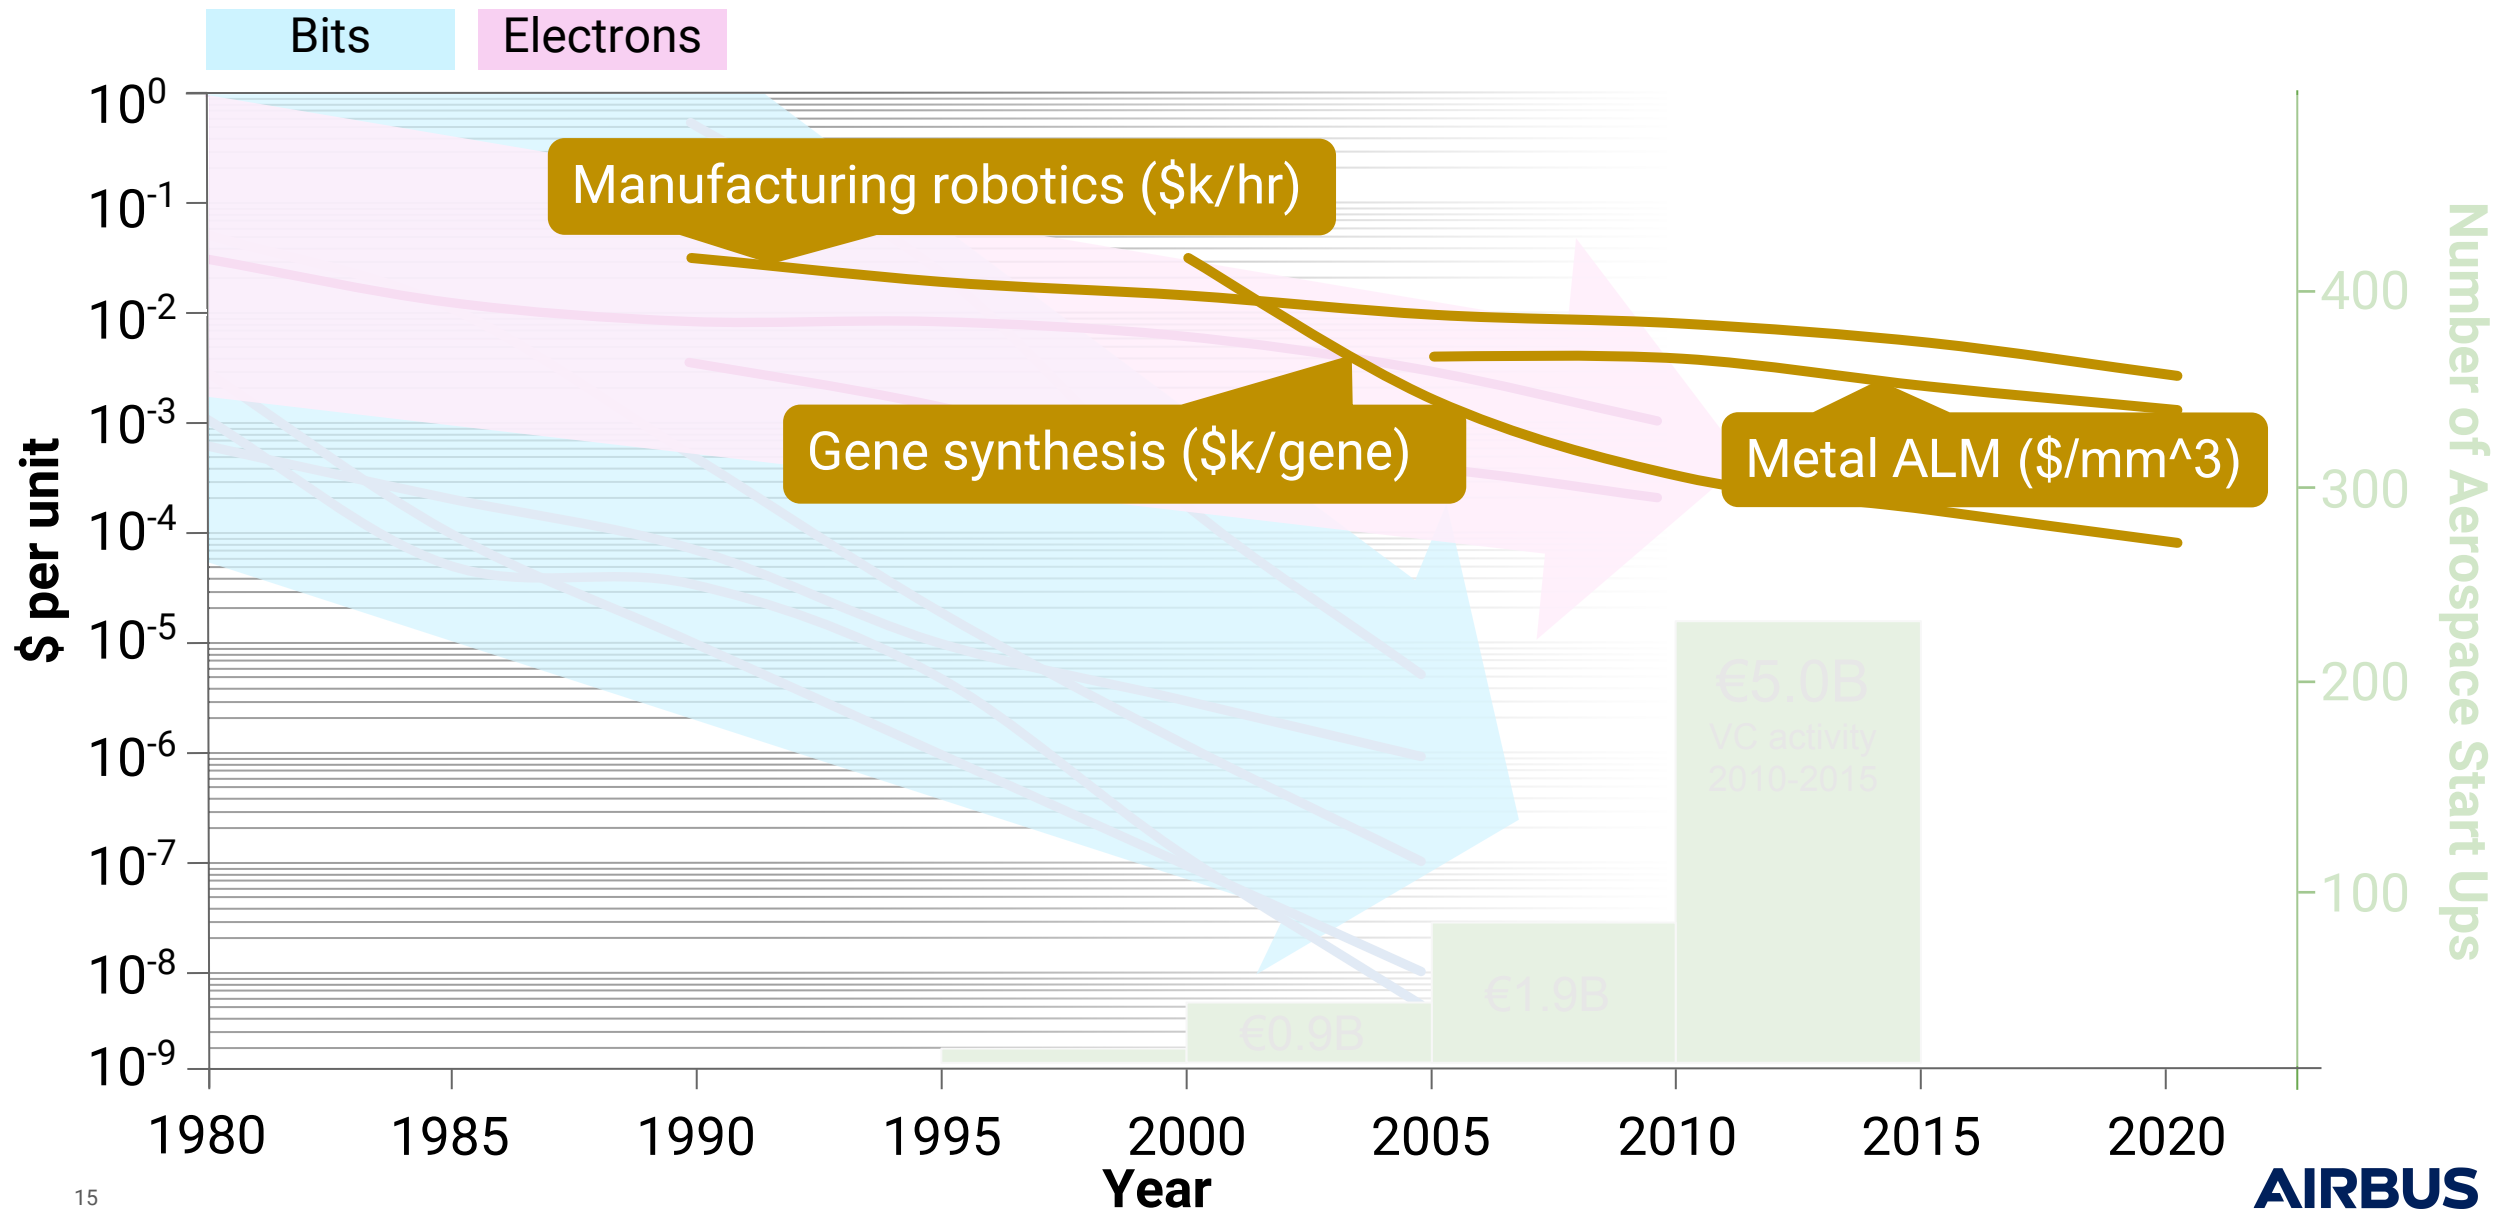 Bits
Electrons
10^0
10^-1
10^-2
10^-3
10^-4
10^-5
10^-6
10^-7
10^-8
10^-9
$ per unit
Manufacturing robotics ($k/hr)
Gene synthesis ($k/gene)
Metal ALM ($/mm^3)
€5.0B
VC activity
2010-2015
€1.9B
€0.9B
400
300
200
100
Number of Aerospace Start Ups
1980
1985
1990
1995
2000
2005
2010
2015
2020
Year
15
AIRBUS